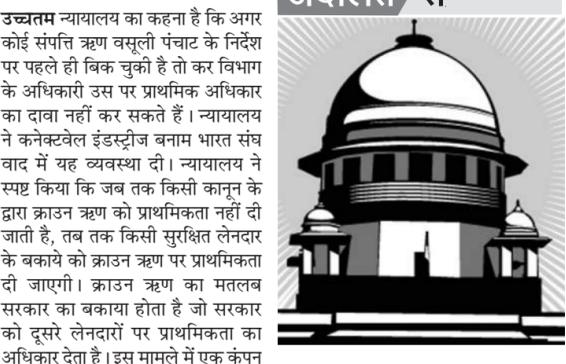 अदालत से
उच्चतम न्यायालय का कहना है कि अगर
कोई संपत्ति ऋण वसूली पंचाट के निर्देश
पर पहले ही बिक चुकी है तो कर विभाग
के अधिकारी उस पर प्राथमिक अधिकार
का दावा नहीं कर सकते हैं। न्यायालय
ने कनेक्टवेल इंडस्ट्रीज बनाम भारत संघ
वाद में यह व्यवस्था दी। न्यायालय ने
स्पष्ट किया कि जब तक किसी कानून के
द्वारा क्राउन ऋण को प्राथमिकता नहीं दी
जाती है, तब तक किसी सुरक्षित लेनदार
के बकाये को क्राउन ऋण पर प्राथमिकता
दी जाएगी। क्राउन ऋण का मतलब
सरकार का बकाया होता है जो सरकार
को दूसरे लेनदारों पर प्राथमिकता का
अधिकार देता है। इस मामले में एक कंपन